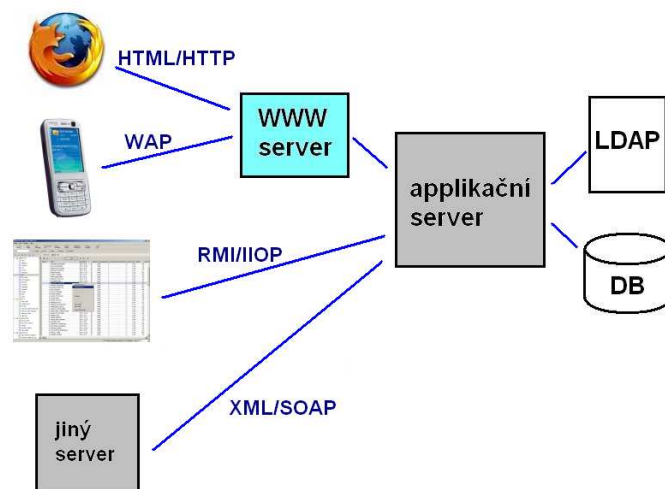 HTML/HTTP
WWW
server
WAP
LDAP
applikační
server
RMI/IIOP
DB
XML/SOAP
jiný
server